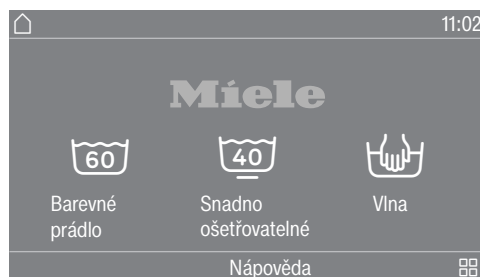 11:02
Miele
60
40
Barevné
prádlo
Snadno
ošetřovatelné
Vlna
Nápověda